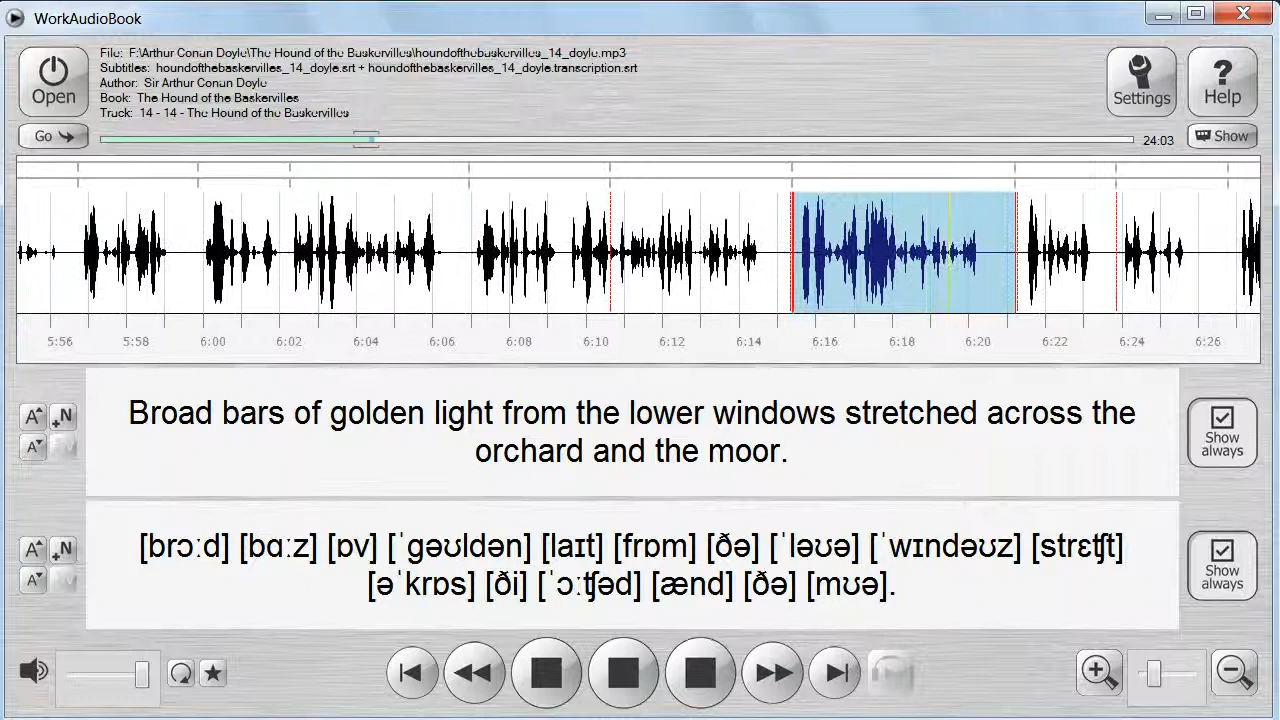 WorkAudioBook
File: F:\Arthur Conan Doyle\The Hound of the Baskervilles\houndofthebaskervilles_14_doyle.mp3
Subtitles: houndofthebaskervilles_14_doyle.srt + houndofthebaskervilles_14_doyle.transcription.srt
Author: Sir Arthur Conan Doyle
Book: The Hound of the Baskervilles
Track: 14 - 14 - The Hound of the Baskervilles
Open
Settings
Help
Go
24:03
Show
5:56 5:58 6:00 6:02 6:04 6:06 6:08 6:10 6:12 6:14 6:16 6:18 6:20 6:22 6:24 6:26
A N
A
Broad bars of golden light from the lower windows stretched across the
orchard and the moor.
Show
always
A N
A
[brɔːd] [bɑːz] [ɒv] [ˈgəʊldən] [laɪt] [frɒm] [ðə] [ˈləʊə] [ˈwɪndəʊz] [strɛʧt]
[əˈkrɒs] [ði] [ˈɔːʧəd] [ænd] [ðə] [mʊə].
Show
always